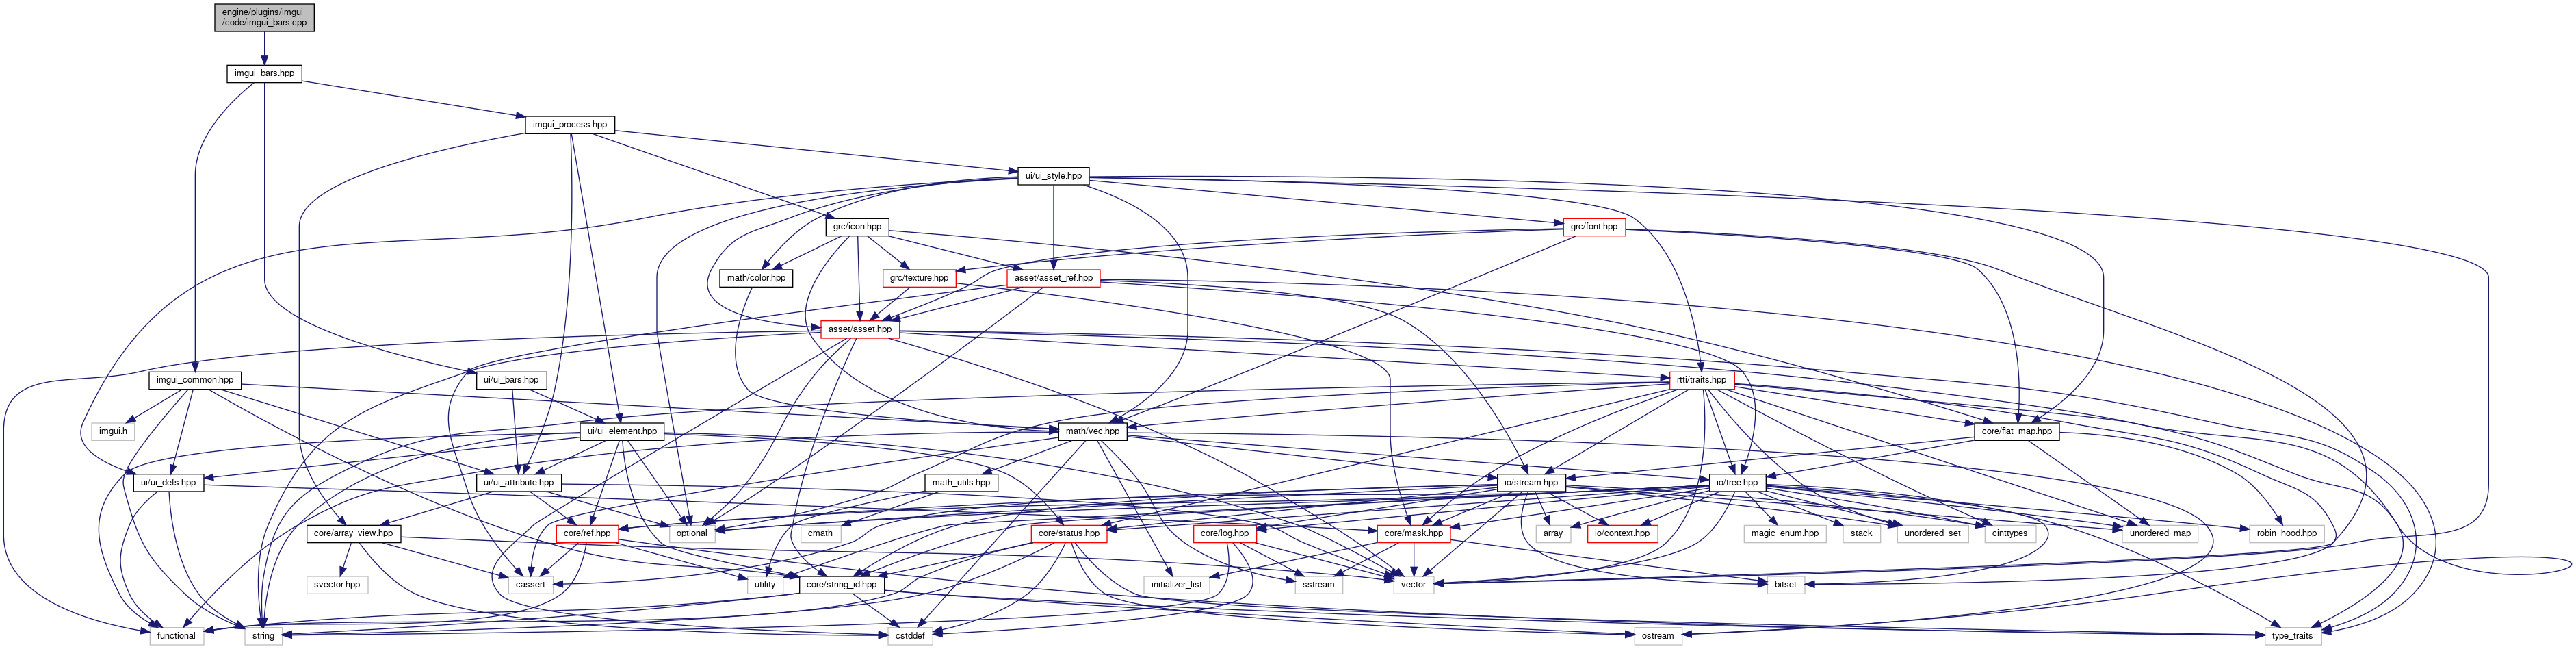 engine/plugins/imgui
/code/imgui_bars.cpp
imgui_bars.hpp
imgui_process.hpp
ui/ui_style.hpp
grc/icon.hpp
grc/font.hpp
math/color.hpp
grc/texture.hpp
asset/asset_ref.hpp
asset/asset.hpp
imgui_common.hpp
ui/ui_bars.hpp
rtti/traits.hpp
imgui.h
ui/ui_element.hpp
math/vec.hpp
core/flat_map.hpp
ui/ui_defs.hpp
ui/ui_attribute.hpp
math_utils.hpp
io/stream.hpp
io/tree.hpp
core/array_view.hpp
core/ref.hpp
optional
cmath
core/status.hpp
core/log.hpp
core/mask.hpp
array
io/context.hpp
magic_enum.hpp
stack
unordered_set
cinttypes
unordered_map
robin_hood.hpp
svector.hpp
cassert
utility
core/string_id.hpp
initializer_list
sstream
vector
bitset
functional
string
cstddef
ostream
type_traits